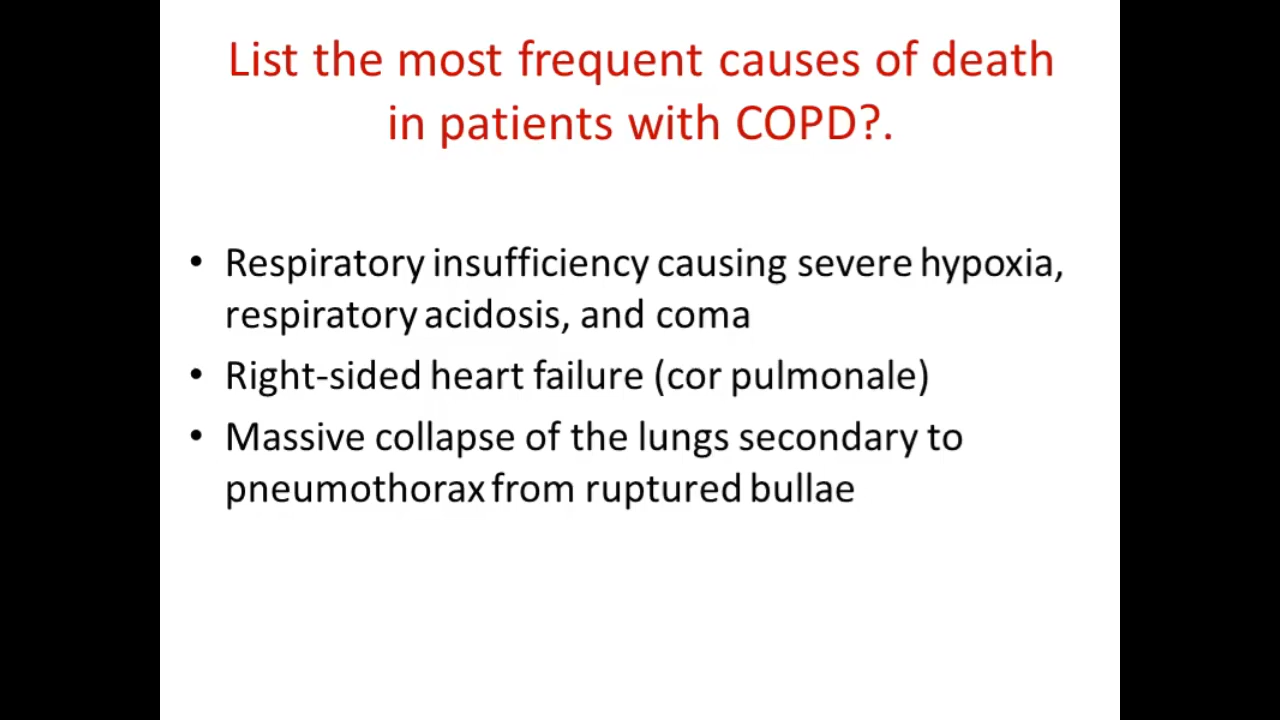 List the most frequent causes of death
in patients with COPD?.
• Respiratory insufficiency causing severe hypoxia,
respiratory acidosis, and coma
• Right-sided heart failure (cor pulmonale)
• Massive collapse of the lungs secondary to
pneumothorax from ruptured bullae